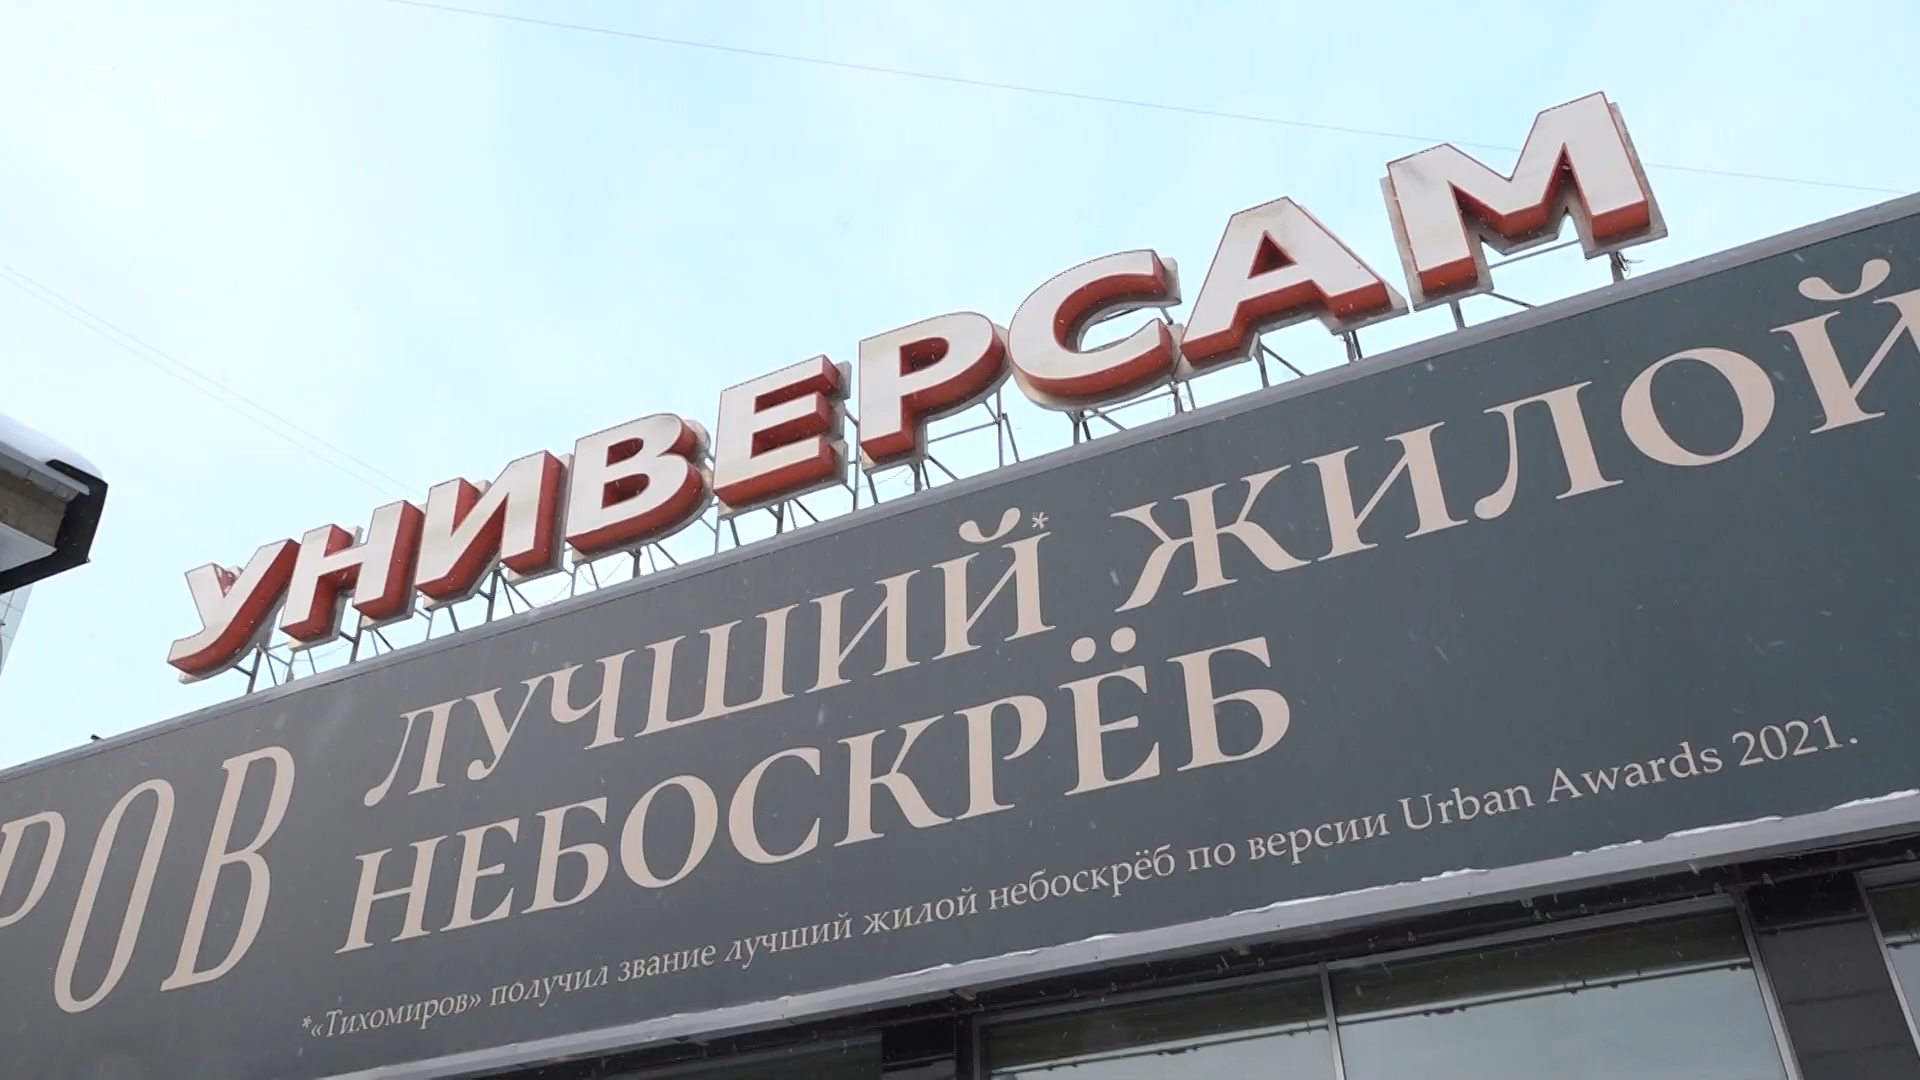 УНИВЕРСАМ
РОВ
ЛУЧШИЙ* ЖИЛОЙ
НЕБОСКРЁБ
*«Тихомиров» получил звание лучший жилой небоскрёб по версии Urban Awards 2021.